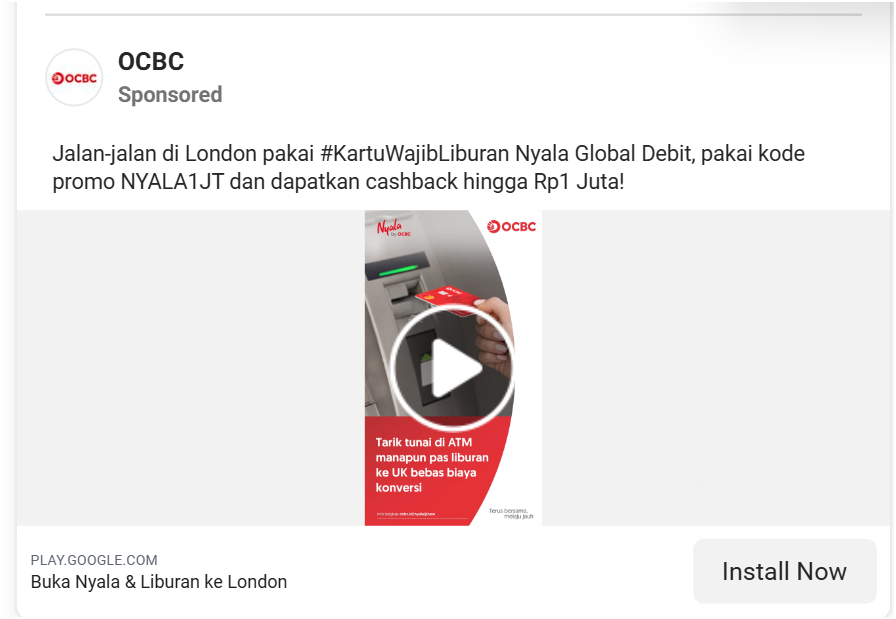 OCBC
OCBC
Sponsored
Jalan-jalan di London pakai #KartuWajibLiburan Nyala Global Debit, pakai kode
promo NYALA1JT dan dapatkan cashback hingga Rp1 Juta!
Nyala
by OCBC
OCBC
OCBC
Tarik tunai di ATM
manapun pas liburan
ke UK bebas biaya
konversi
Terus bersama,
melaju jauh
PLAY.GOOGLE.COM
Buka Nyala & Liburan ke London
Install Now